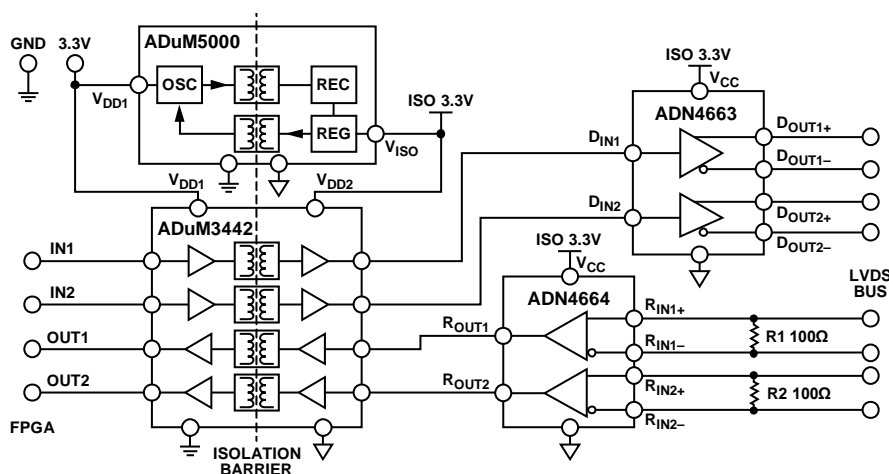 GND
3.3V
ADuM5000
OSC
REC
REG
VDD1
VISO
ISO 3.3V
VDD1
VDD2
ADuM3442
IN1
IN2
OUT1
OUT2
FPGA
ISOLATION
BARRIER
ISO 3.3V
VCC
ADN4663
DIN1
DIN2
DOUT1+
DOUT1–
DOUT2+
DOUT2–
ISO 3.3V
VCC
ADN4664
ROUT1
ROUT2
RIN1+
RIN1–
RIN2+
RIN2–
R1 100Ω
R2 100Ω
LVDS
BUS